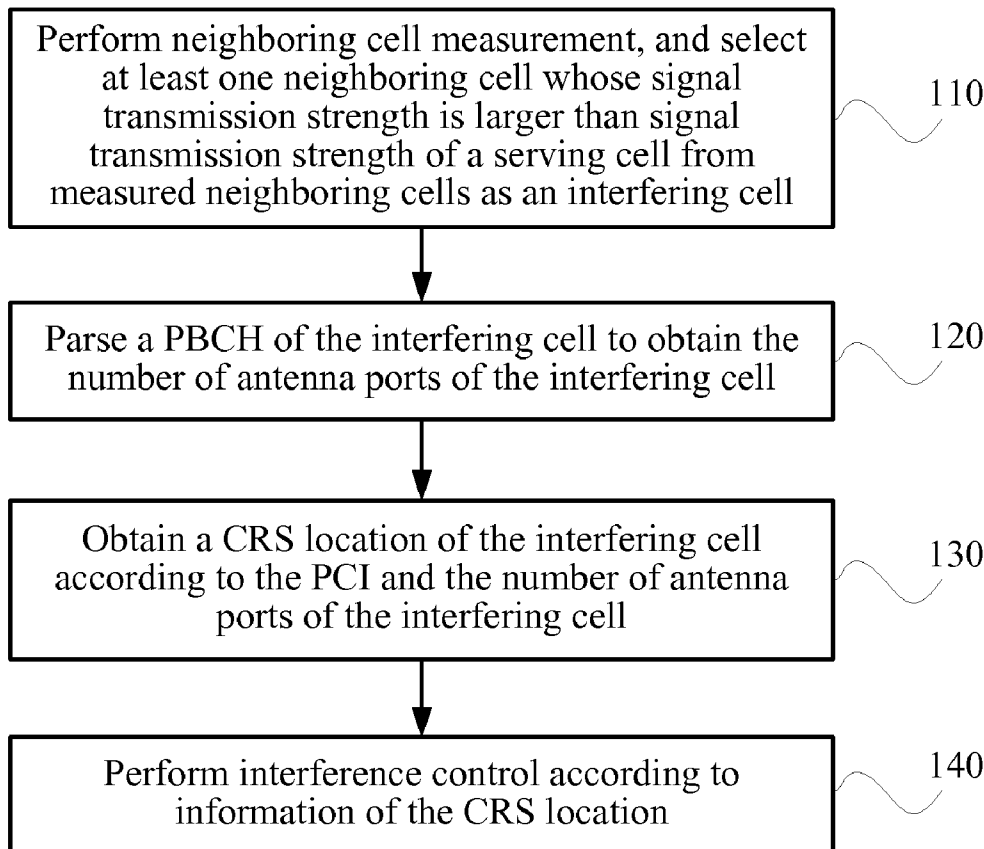 Perform neighboring cell measurement, and select
at least one neighboring cell whose signal
transmission strength is larger than signal
transmission strength of a serving cell from
measured neighboring cells as an interfering cell
110
Parse a PBCH of the interfering cell to obtain the
number of antenna ports of the interfering cell
120
Obtain a CRS location of the interfering cell
according to the PCI and the number of antenna
ports of the interfering cell
130
Perform interference control according to
information of the CRS location
140